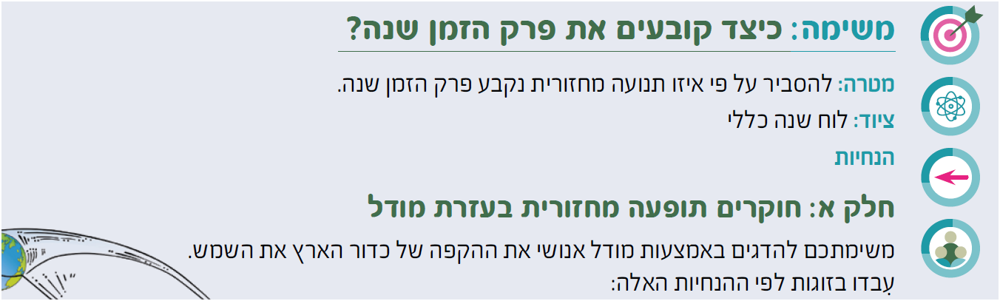 משימה: כיצד קובעים את פרק הזמן שנה?
מטרה: להסביר על פי איזו תנועה מחזורית נקבע פרק הזמן שנה.
ציוד: לוח שנה כללי
הנחיות
חלק א: חוקרים תופעה מחזורית בעזרת מודל
משימתכם להדגים באמצעות מודל אנושי את ההקפה של כדור הארץ את השמש.
עִבדו בזוגות לפי ההנחיות האלה: